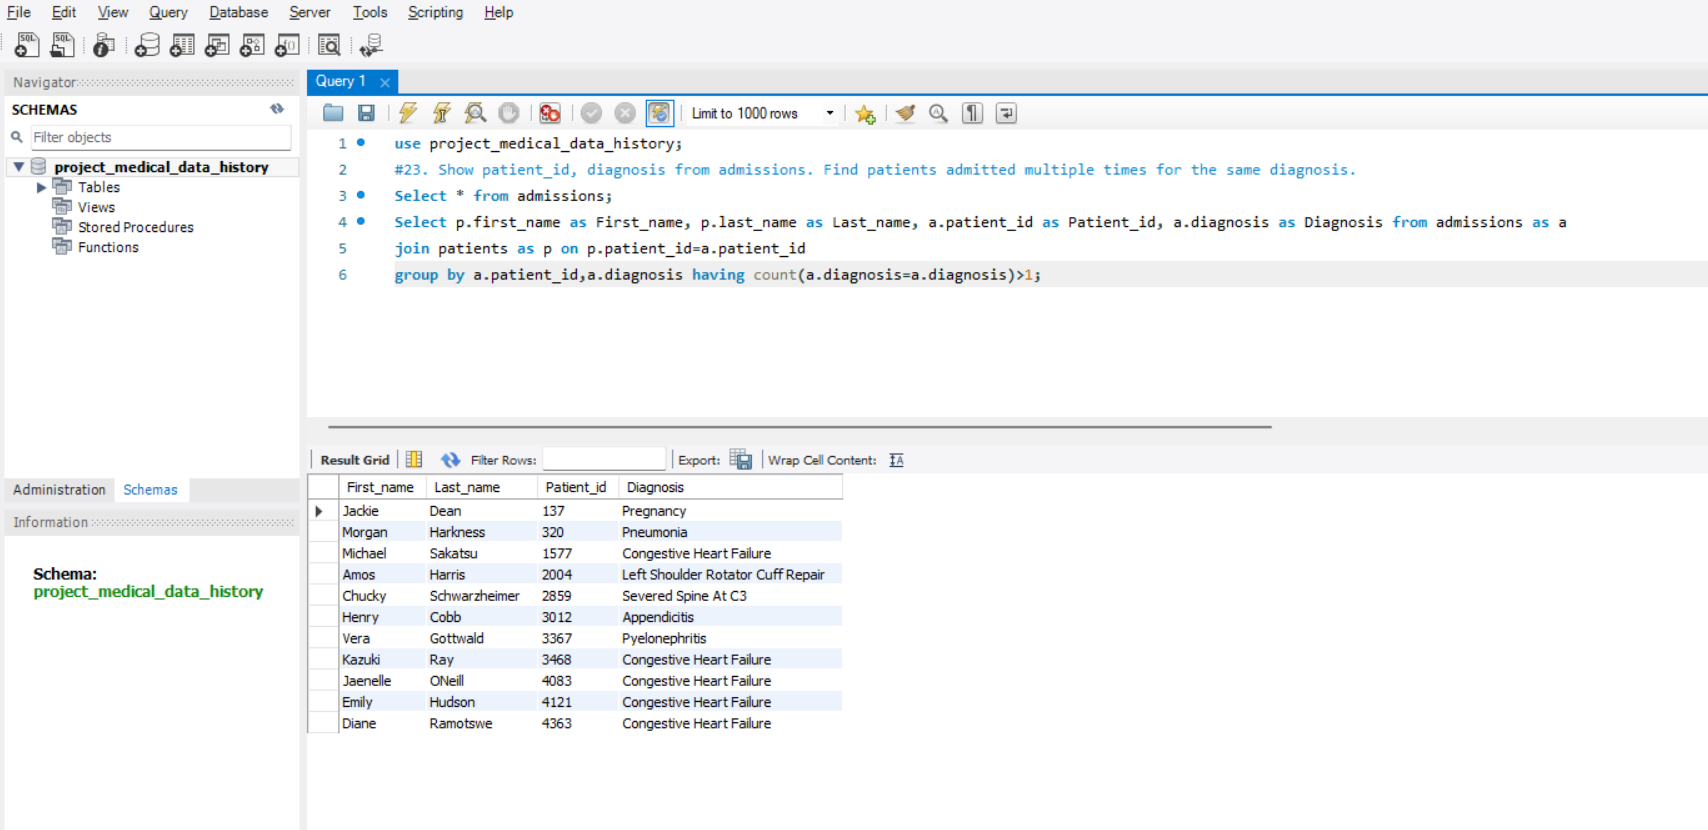 File Edit View Query Database Server Tools Scripting Help
SQL SQL
Navigator
SCHEMAS
Filter objects
project_medical_data_history
Tables
Views
Stored Procedures
Functions
Administration Schemas
Information
Schema:
project_medical_data_history
Query 1
Limit to 1000 rows
1 use project_medical_data_history;
2 #23. Show patient_id, diagnosis from admissions. Find patients admitted multiple times for the same diagnosis.
3 Select * from admissions;
4 Select p.first_name as First_name, p.last_name as Last_name, a.patient_id as Patient_id, a.diagnosis as Diagnosis from admissions as a
5 join patients as p on p.patient_id=a.patient_id
6 group by a.patient_id,a.diagnosis having count(a.diagnosis=a.diagnosis)>1;
Result Grid Filter Rows: Export: Wrap Cell Content:
First_name Last_name Patient_id Diagnosis
Jackie Dean 137 Pregnancy
Morgan Harkness 320 Pneumonia
Michael Sakatsu 1577 Congestive Heart Failure
Amos Harris 2004 Left Shoulder Rotator Cuff Repair
Chucky Schwarzheimer 2859 Severed Spine At C3
Henry Cobb 3012 Appendicitis
Vera Gottwald 3367 Pyelonephritis
Kazuki Ray 3468 Congestive Heart Failure
Jaenelle ONeill 4083 Congestive Heart Failure
Emily Hudson 4121 Congestive Heart Failure
Diane Ramotswe 4363 Congestive Heart Failure